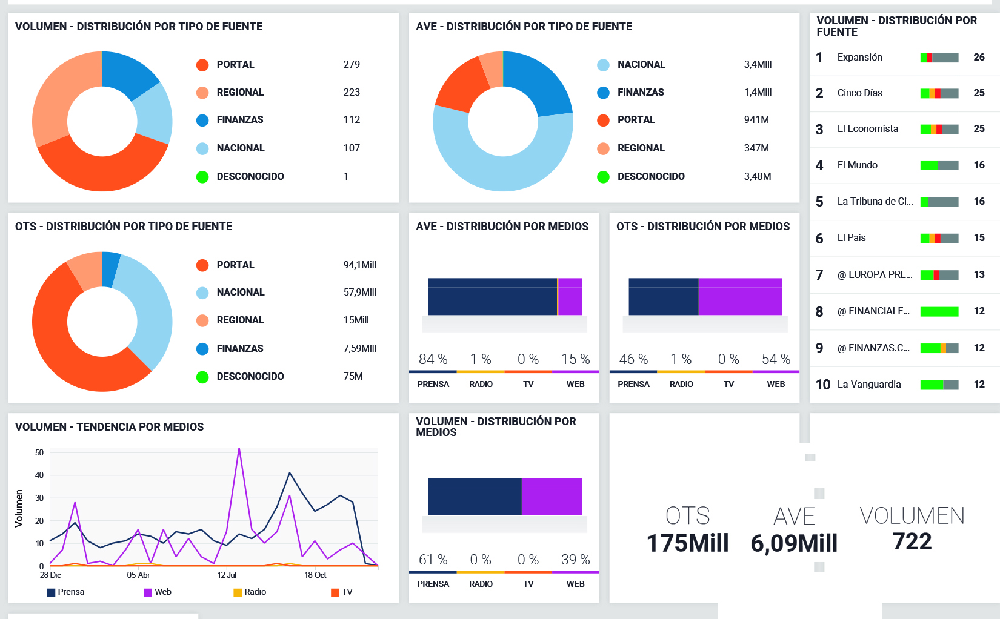 VOLUMEN - DISTRIBUCIÓN POR TIPO DE FUENTE
PORTAL 279
REGIONAL 223
FINANZAS 112
NACIONAL 107
DESCONOCIDO 1
AVE - DISTRIBUCIÓN POR TIPO DE FUENTE
NACIONAL 3,4Mill
FINANZAS 1,4Mill
PORTAL 941M
REGIONAL 347M
DESCONOCIDO 3,48M
VOLUMEN - DISTRIBUCIÓN POR
FUENTE
1 Expansión 26
2 Cinco Días 25
3 El Economista 25
4 El Mundo 16
5 La Tribuna de Ci... 16
6 El País 15
7 @ EUROPA PRE... 13
8 @ FINANCIALF... 12
9 @ FINANZAS.C... 12
10 La Vanguardia 12
OTS - DISTRIBUCIÓN POR TIPO DE FUENTE
PORTAL 94,1Mill
NACIONAL 57,9Mill
REGIONAL 15Mill
FINANZAS 7,59Mill
DESCONOCIDO 75M
AVE - DISTRIBUCIÓN POR MEDIOS
84 % 1 % 0 % 15 %
PRENSA RADIO TV WEB
OTS - DISTRIBUCIÓN POR MEDIOS
46 % 1 % 0 % 54 %
PRENSA RADIO TV WEB
VOLUMEN - TENDENCIA POR MEDIOS
Volumen
50
40
30
20
10
0
28 Dic 05 Abr 12 Jul 18 Oct
Prensa Web Radio TV
VOLUMEN - DISTRIBUCIÓN POR
MEDIOS
61 % 0 % 0 % 39 %
PRENSA RADIO TV WEB
OTS AVE VOLUMEN
175Mill 6,09Mill 722